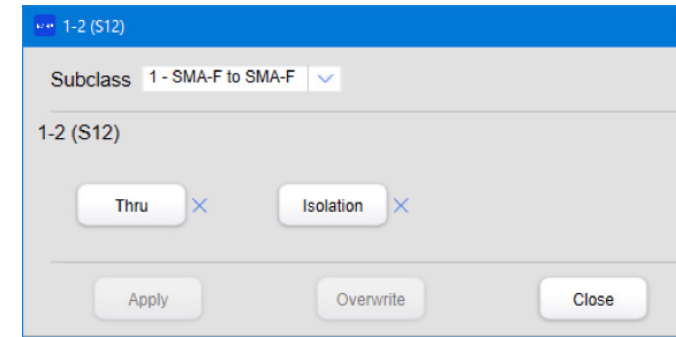 1-2 (S12)
Subclass 1 - SMA-F to SMA-F
1-2 (S12)
Thru Isolation
Apply Overwrite Close